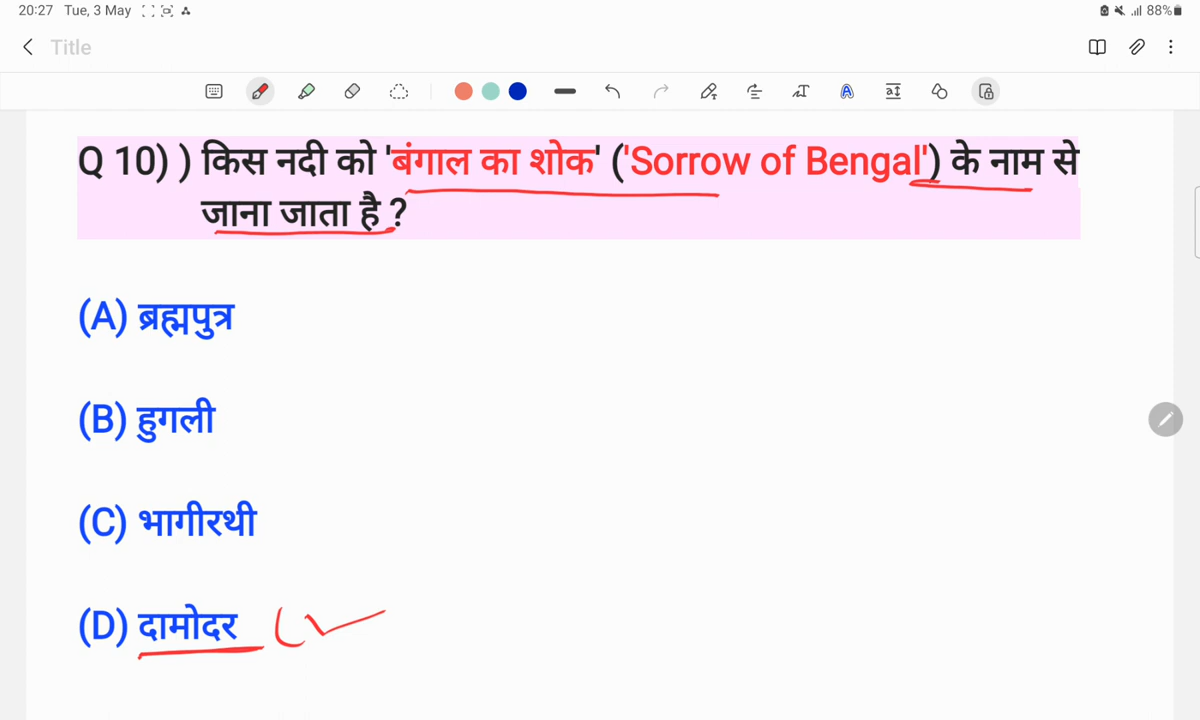 20:27 Tue, 3 May 88%
Title
Q 10) ) किस नदी को 'बंगाल का शोक' ('Sorrow of Bengal') के नाम से
जाना जाता है ?
(A) ब्रह्मपुत्र
(B) हुगली
(C) भागीरथी
(D) दामोदर